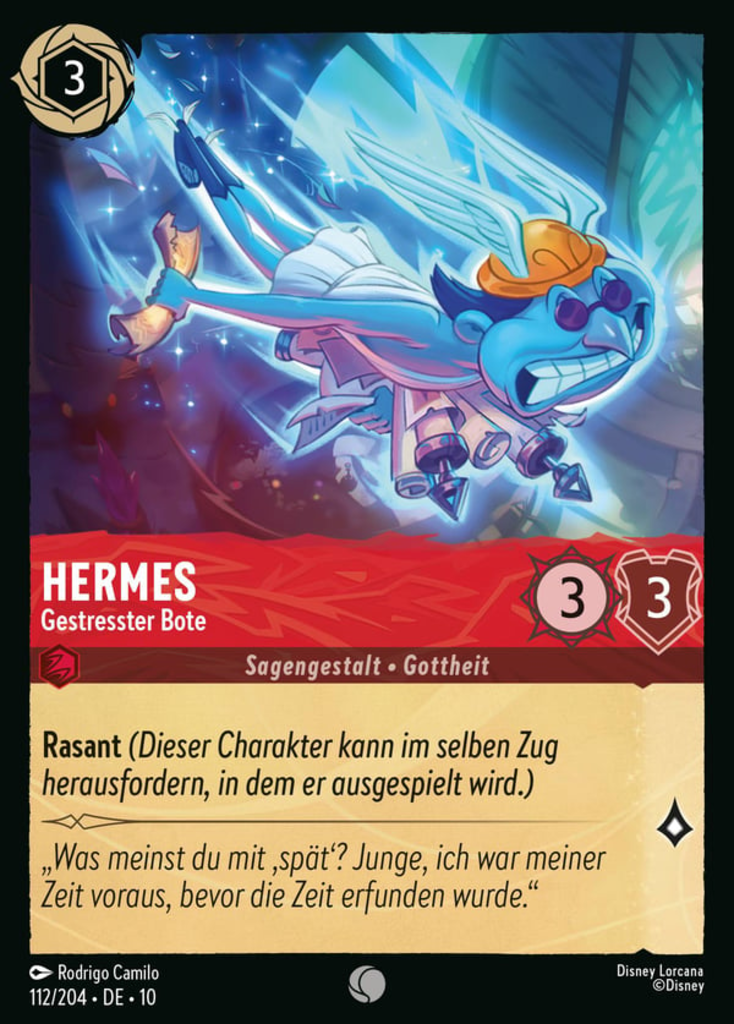 3
HERMES
Gestresster Bote
3
3
Sagengestalt • Gottheit
Rasant (Dieser Charakter kann im selben Zug
herausfordern, in dem er ausgespielt wird.)
„Was meinst du mit ‚spät‘? Junge, ich war meiner
Zeit voraus, bevor die Zeit erfunden wurde.“
Rodrigo Camilo
112/204 • DE • 10
Disney Lorcana
©Disney